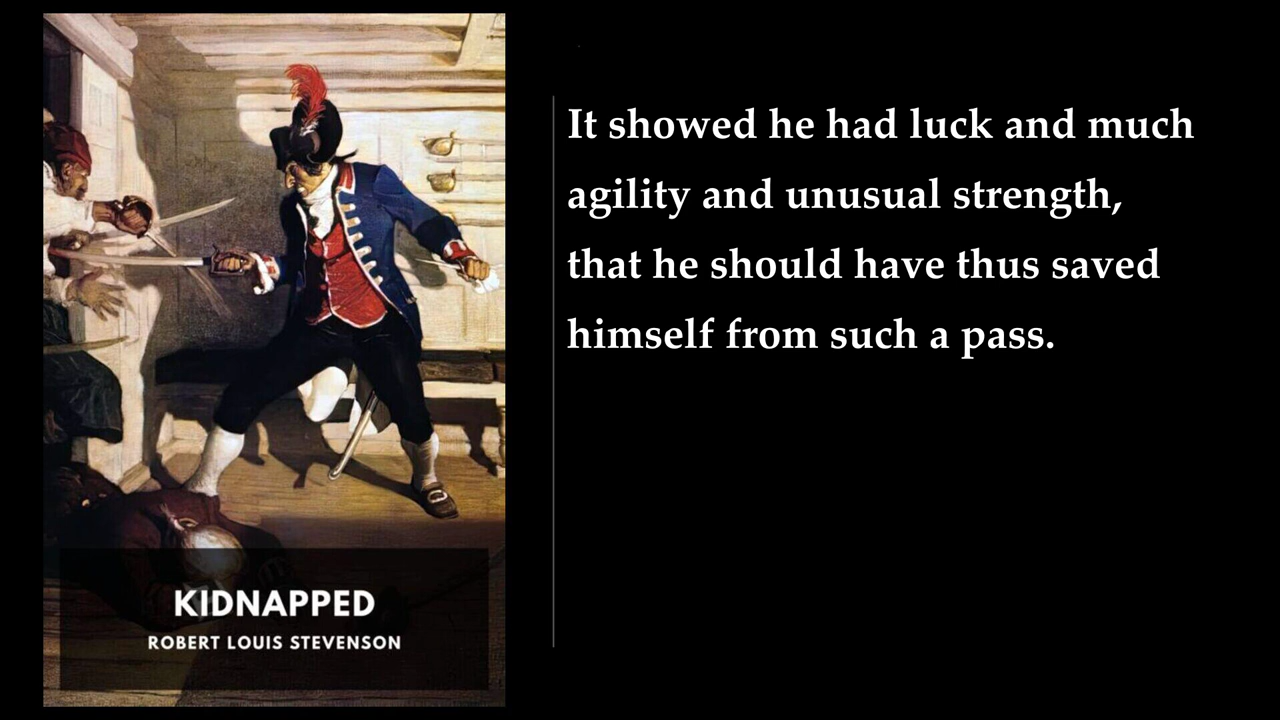 It showed he had luck and much
agility and unusual strength,
that he should have thus saved
himself from such a pass.
KIDNAPPED
ROBERT LOUIS STEVENSON